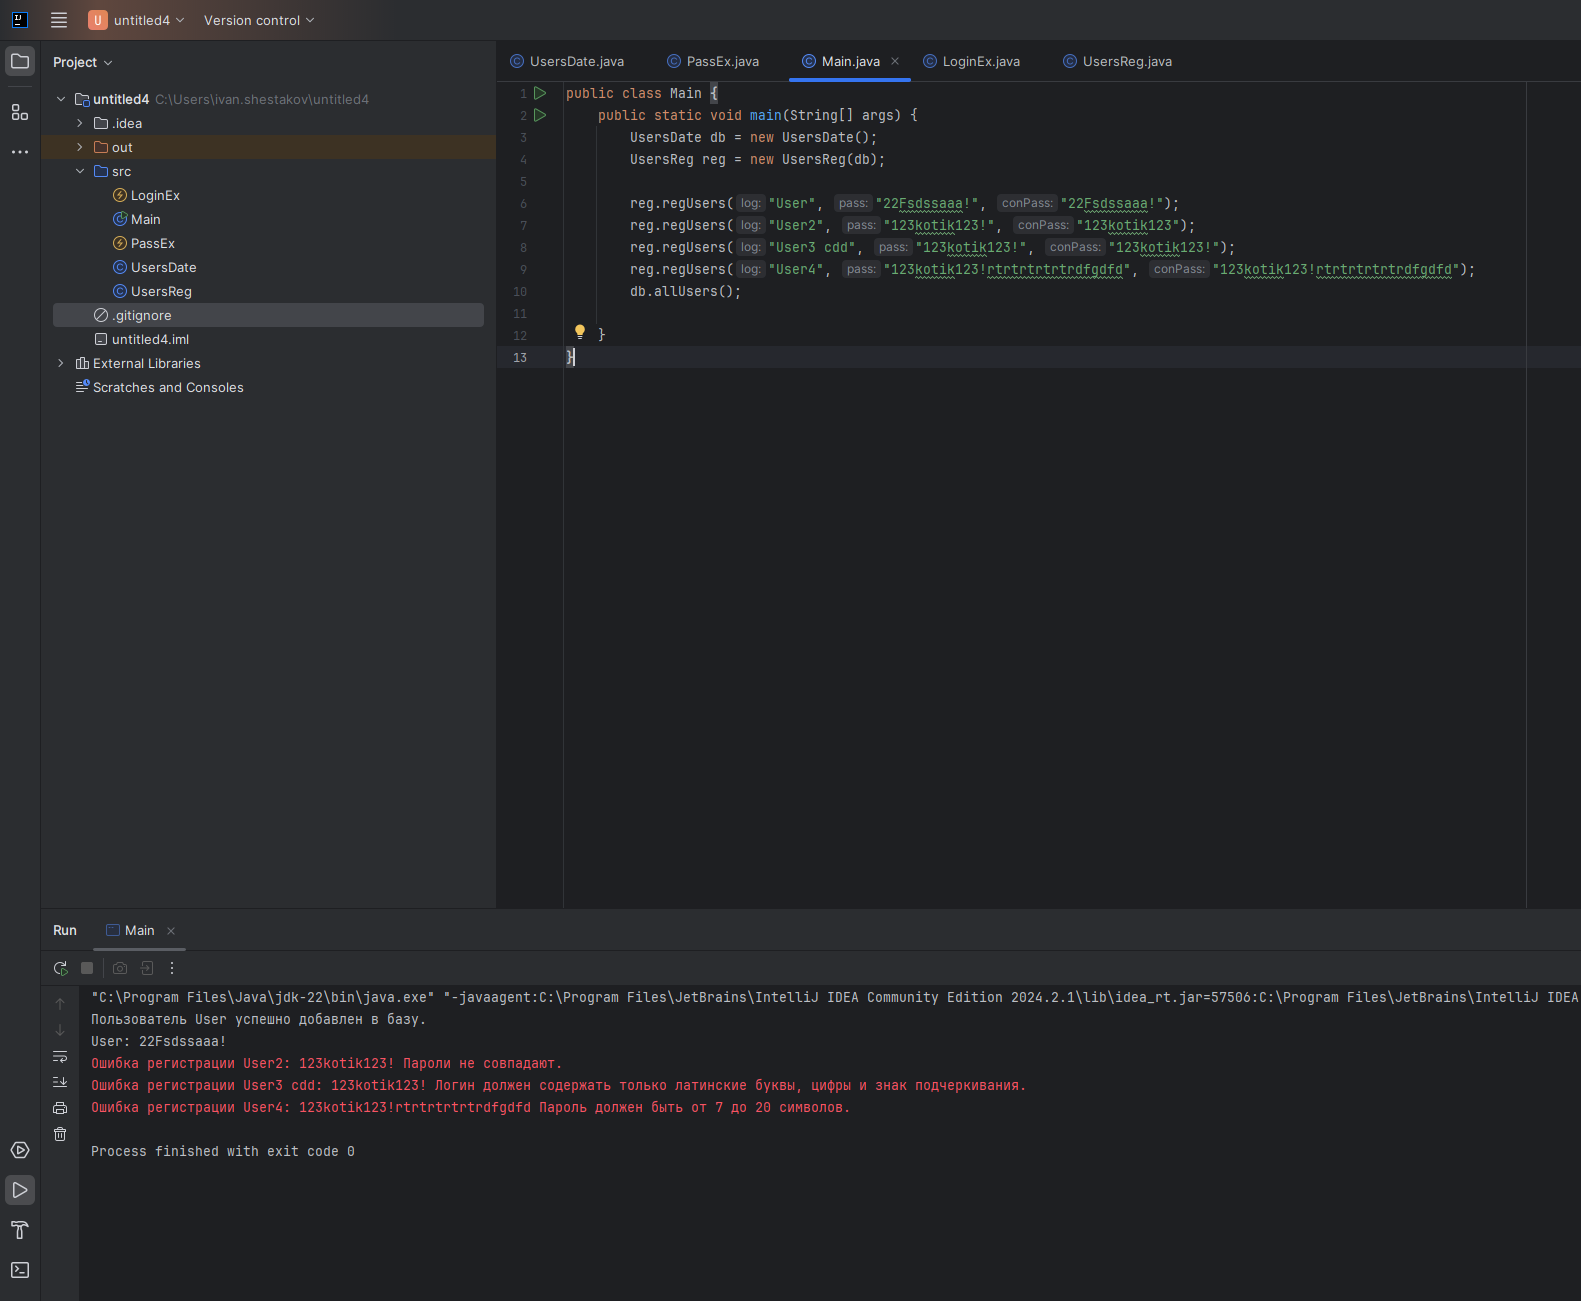 U untitled4 Version control
Project
untitled4 C:\Users\ivan.shestakov\untitled4
.idea
out
src
LoginEx
Main
PassEx
UsersDate
UsersReg
.gitignore
untitled4.iml
External Libraries
Scratches and Consoles
UsersDate.java PassEx.java Main.java LoginEx.java UsersReg.java
1 public class Main {
2 public static void main(String[] args) {
3 UsersDate db = new UsersDate();
4 UsersReg reg = new UsersReg(db);
5
6 reg.regUsers( log: "User", pass: "22Fsdssaaa!", conPass: "22Fsdssaaa!");
7 reg.regUsers( log: "User2", pass: "123kotik123!", conPass: "123kotik123");
8 reg.regUsers( log: "User3 cdd", pass: "123kotik123!", conPass: "123kotik123!");
9 reg.regUsers( log: "User4", pass: "123kotik123!rtrtrtrtrtrdfgdfd", conPass: "123kotik123!rtrtrtrtrtrdfgdfd");
10 db.allUsers();
11
12 }
13 }
Run Main
"C:\Program Files\Java\jdk-22\bin\java.exe" "-javaagent:C:\Program Files\JetBrains\IntelliJ IDEA Community Edition 2024.2.1\lib\idea_rt.jar=57506:C:\Program Files\JetBrains\IntelliJ IDEA
Пользователь User успешно добавлен в базу.
User: 22Fsdssaaa!
Ошибка регистрации User2: 123kotik123! Пароли не совпадают.
Ошибка регистрации User3 cdd: 123kotik123! Логин должен содержать только латинские буквы, цифры и знак подчеркивания.
Ошибка регистрации User4: 123kotik123!rtrtrtrtrtrdfgdfd Пароль должен быть от 7 до 20 символов.
Process finished with exit code 0